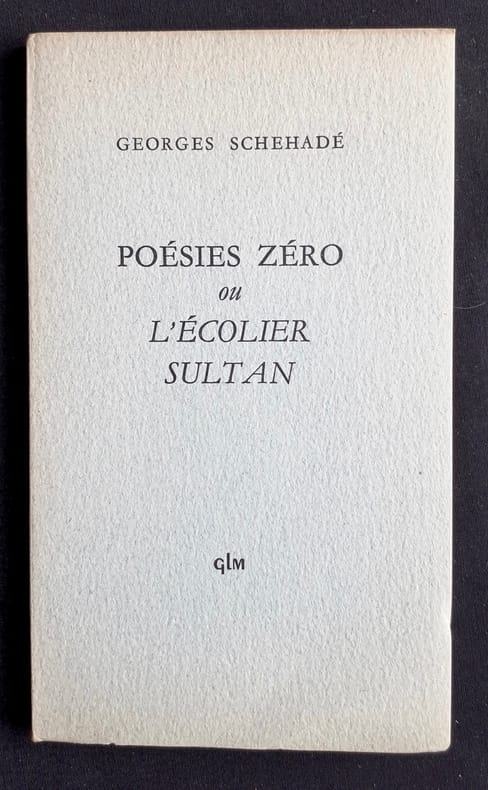 GEORGES SCHEHADÉ
POÉSIES ZÉRO
ou
L'ÉCOLIER
SULTAN
GLM